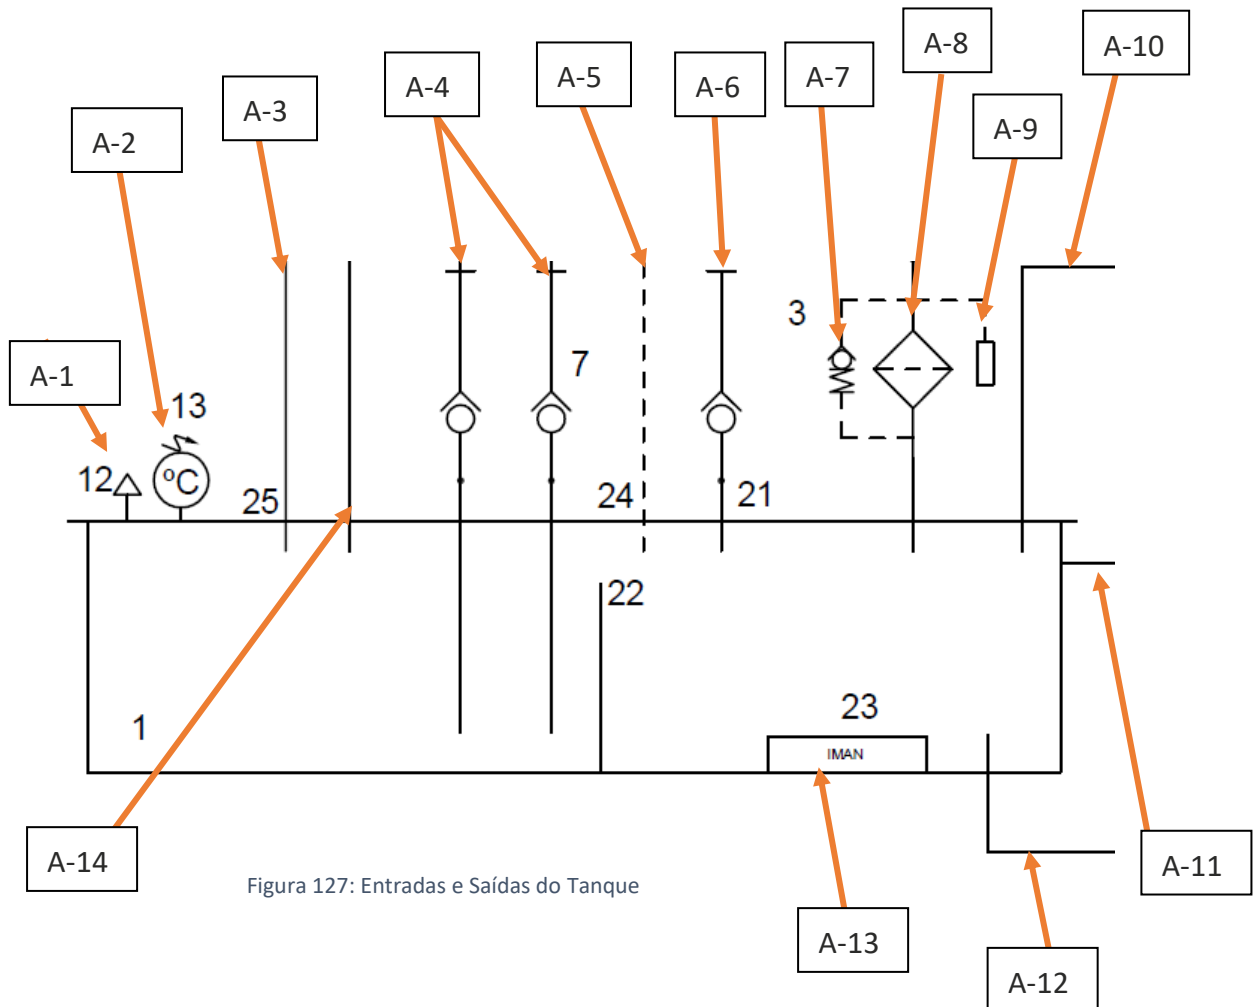 A-8
A-10
A-4
A-5
A-6
A-7
A-3
A-9
A-2
3
7
A-1
13
12
ºC
25
24
21
22
1
23
IMAN
A-14
A-11
Figura 127: Entradas e Saídas do Tanque
A-13
A-12